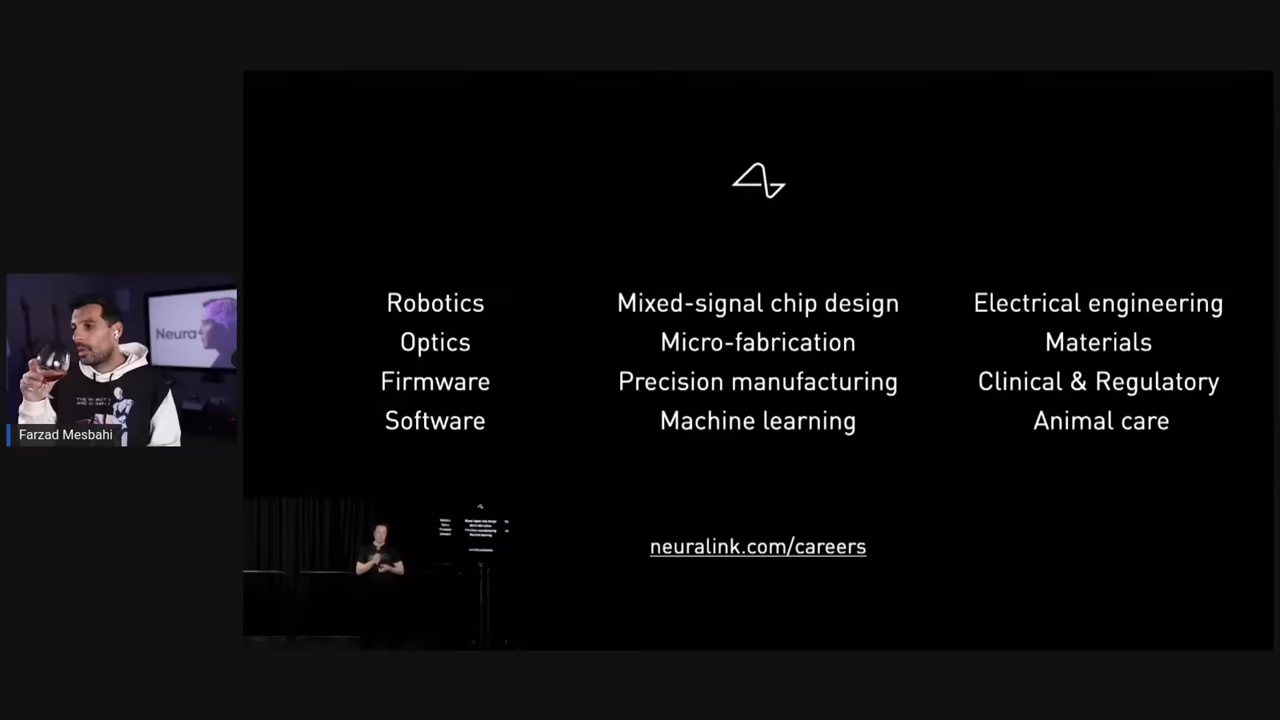 Robotics
Optics
Firmware
Software
Mixed-signal chip design
Micro-fabrication
Precision manufacturing
Machine learning
Electrical engineering
Materials
Clinical & Regulatory
Animal care
neuralink.com/careers
Neura
Farzad Mesbahi